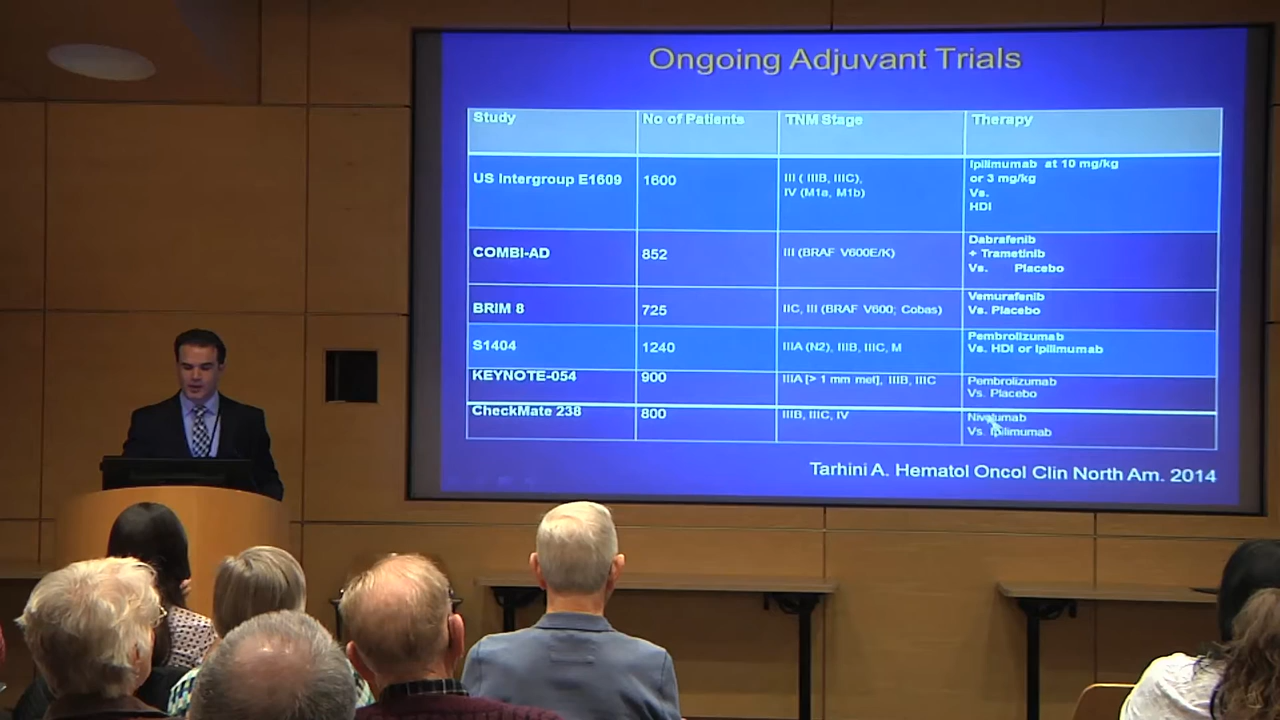 Ongoing Adjuvant Trials
Study No of Patients TNM Stage Therapy
US Intergroup E1609 1600 III ( IIIB, IIIC), IV (M1a, M1b) Ipilimumab at 10 mg/kg
or 3 mg/kg
Vs.
HDI
COMBI-AD 852 III (BRAF V600E/K) Dabrafenib
+ Trametinib
Vs. Placebo
BRIM 8 725 IIC, III (BRAF V600; Cobas) Vemurafenib
Vs. Placebo
S1404 1240 IIIA (N2), IIIB, IIIC, M Pembrolizumab
Vs. HDI or Ipilimumab
KEYNOTE-054 900 IIIA [> 1 mm met], IIIB, IIIC Pembrolizumab
Vs. Placebo
CheckMate 238 800 IIIB, IIIC, IV Nivolumab
Vs. Ipilimumab
Tarhini A. Hematol Oncol Clin North Am. 2014